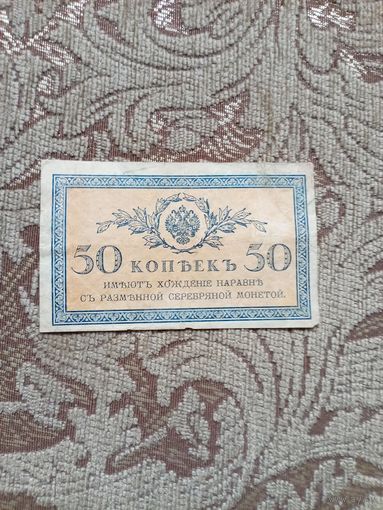 50 КОПѢЕКЪ 50
ИМѢЮТЪ ХОЖДЕНІЕ НАРАВНѢ
СЪ РАЗМѢННОЙ СЕРЕБРЯНОЙ МОНЕТОЙ.